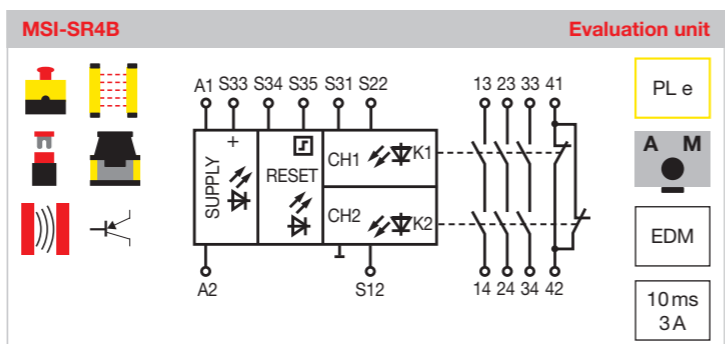 MSI-SR4B Evaluation unit
A1 S33 S34 S35 S31 S22
13 23 33 41
PL e
SUPPLY
+
RESET
CH1
K1
CH2
K2
A M
EDM
A2
S12
14 24 34 42
10 ms
3 A